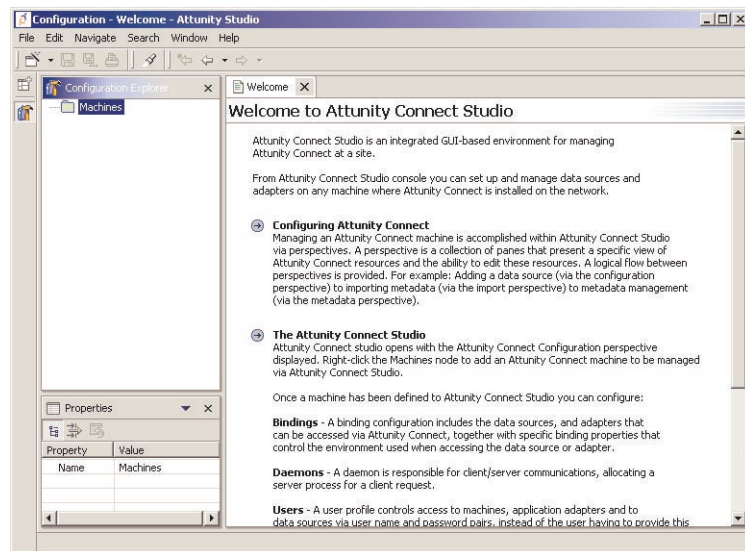 Configuration - Welcome - Attunity Studio
File Edit Navigate Search Window Help
Configuration Explorer
Machines
Properties
Property Value
Name Machines
Welcome
Welcome to Attunity Connect Studio
Attunity Connect Studio is an integrated GUI-based environment for managing
Attunity Connect at a site.
From Attunity Connect Studio console you can set up and manage data sources and
adapters on any machine where Attunity Connect is installed on the network.
Configuring Attunity Connect
Managing an Attunity Connect machine is accomplished within Attunity Connect Studio
via perspectives. A perspective is a collection of panes that present a specific view of
Attunity Connect resources and the ability to edit these resources. A logical flow between
perspectives is provided. For example: Adding a data source (via the configuration
perspective) to importing metadata (via the import perspective) to metadata management
(via the metadata perspective).
The Attunity Connect Studio
Attunity Connect studio opens with the Attunity Connect Configuration perspective
displayed. Right-click the Machines node to add an Attunity Connect machine to be managed
via Attunity Connect Studio.
Once a machine has been defined to Attunity Connect Studio you can configure:
Bindings - A binding configuration includes the data sources, and adapters that
can be accessed via Attunity Connect, together with specific binding properties that
control the environment used when accessing the data source or adapter.
Daemons - A daemon is responsible for client/server communications, allocating a
server process for a client request.
Users - A user profile controls access to machines, application adapters and to
data sources via user name and password pairs, instead of the user having to provide this